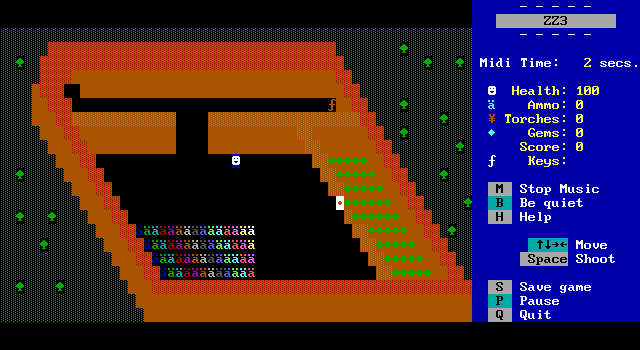 ZZ3
Midi Time: 2 secs.
Health: 100
ä Ammo: 0
¥ Torches: 0
♦ Gems: 0
Score: 0
ƒ Keys:
M Stop Music
B Be quiet
H Help
↑↓→← Move
Space Shoot
S Save game
P Pause
Q Quit